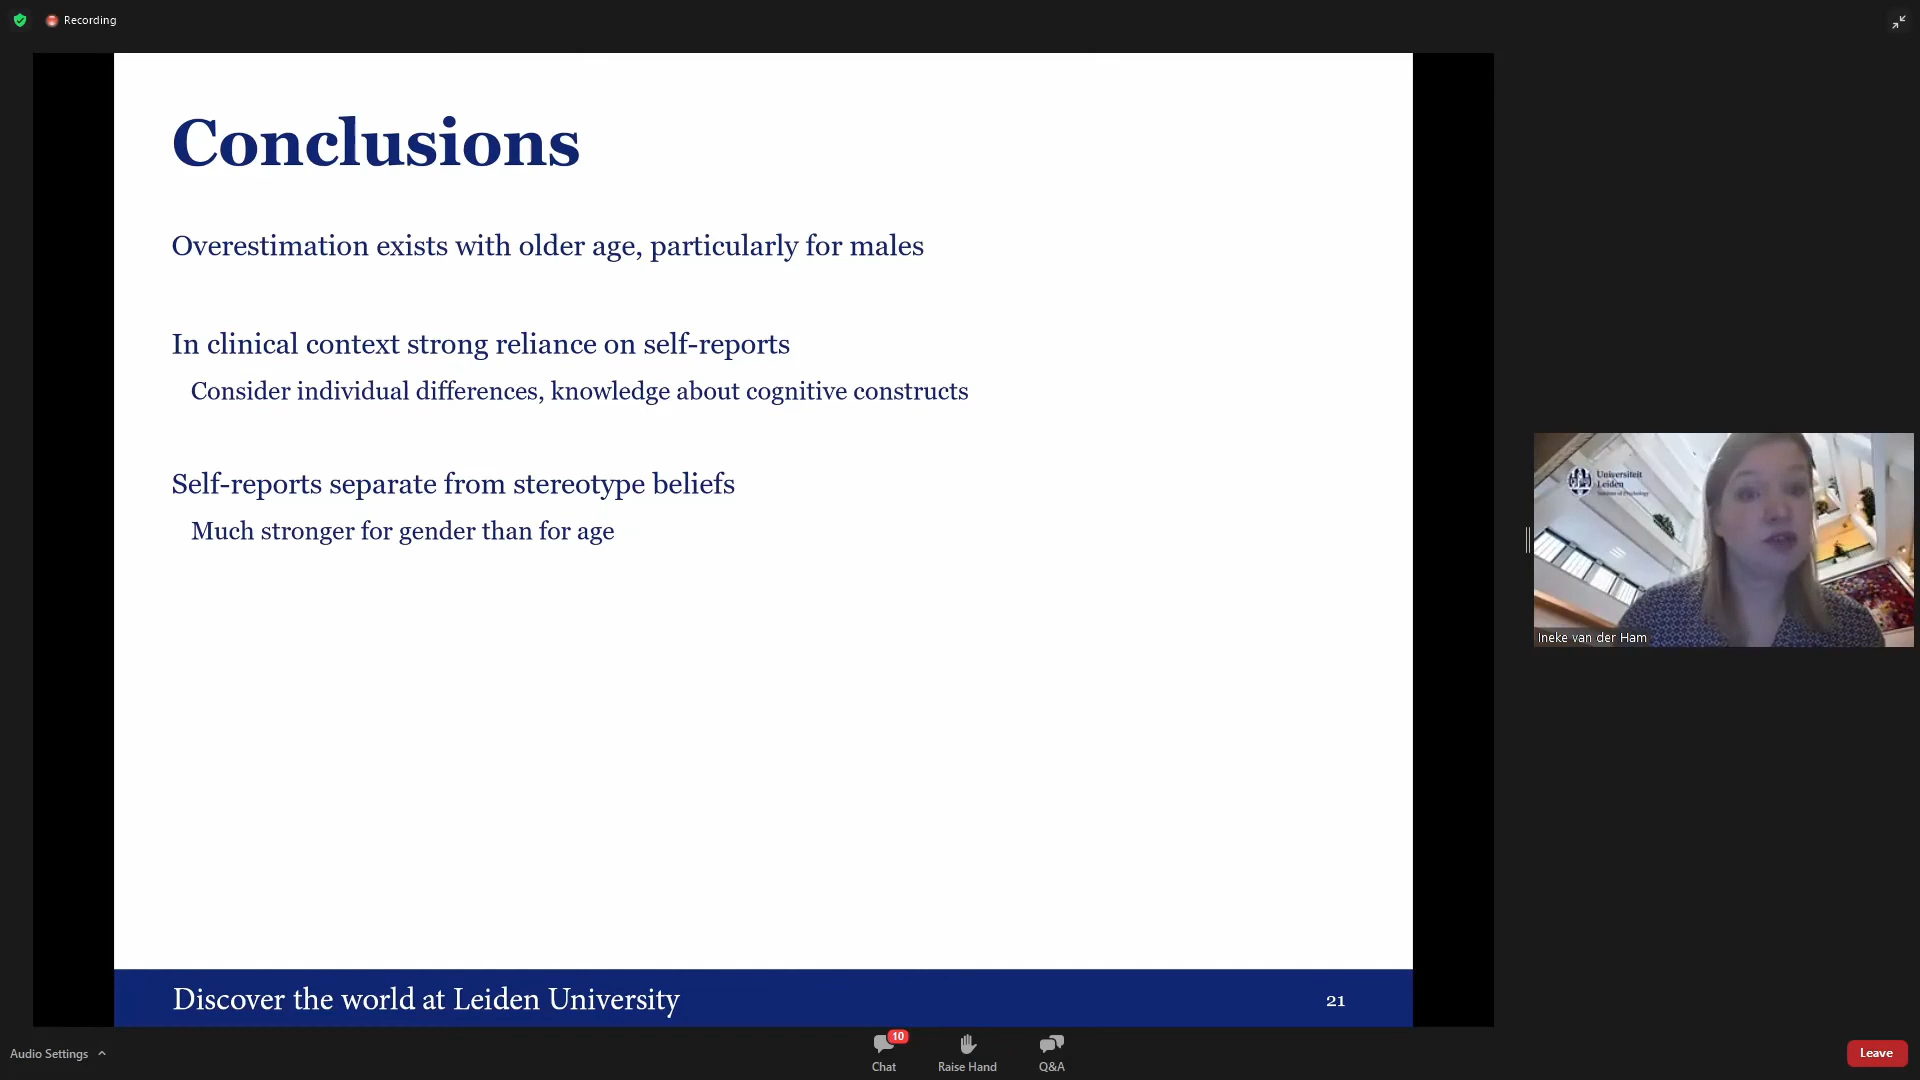 Recording
Conclusions
Overestimation exists with older age, particularly for males
In clinical context strong reliance on self-reports
Consider individual differences, knowledge about cognitive constructs
Self-reports separate from stereotype beliefs
Much stronger for gender than for age
Universiteit
Leiden
Institute of Psychology
Ineke van der Ham
Discover the world at Leiden University
21
Audio Settings
10
Chat
Raise Hand
Q&A
Leave